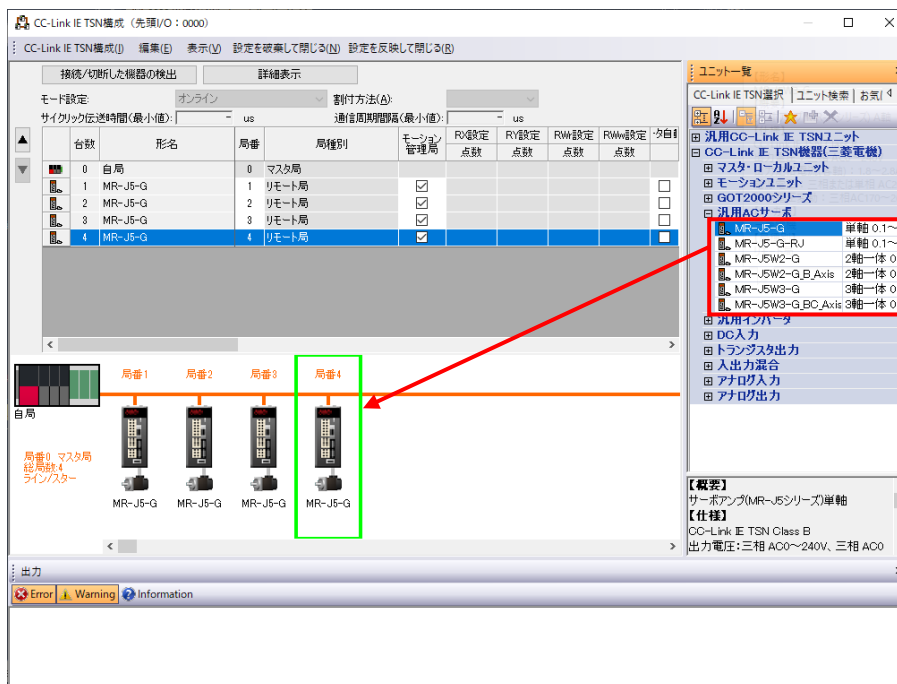 CC-Link IE TSN構成（先頭I/O：0000）
CC-Link IE TSN構成(I) 編集(E) 表示(V) 設定を破棄して閉じる(N) 設定を反映して閉じる(R)
接続/切断した機器の検出 詳細表示
モード設定: オンライン 割付方法(A):
サイクリック伝送時間(最小値): - us 通信周期間隔(最小値): - us
台数 形名 局番 局種別 モーション管理局 RX設定 RY設定 RWr設定 RWw設定
点数 点数 点数 点数
0 自局 0 マスタ局
1 MR-J5-G 1 リモート局
2 MR-J5-G 2 リモート局
3 MR-J5-G 3 リモート局
4 MR-J5-G 4 リモート局
局番1 局番2 局番3 局番4
自局
局番0 マスタ局
総局数:4
ライン/スター
MR-J5-G MR-J5-G MR-J5-G MR-J5-G
ユニット一覧
CC-Link IE TSN選択 ユニット検索 お気
汎用CC-Link IE TSNユニット
CC-Link IE TSN機器(三菱電機)
マスタ・ローカルユニット
モーションユニット
GOT2000シリーズ
汎用ACサーボ
MR-J5-G 単軸 0.1～
MR-J5-G-RJ 単軸 0.1～
MR-J5W2-G 2軸一体 0
MR-J5W2-G_B_Axis 2軸一体 0
MR-J5W3-G 3軸一体 0
MR-J5W3-G_BC_Axis 3軸一体 0
汎用インバータ
DC入力
トランジスタ出力
入出力混合
アナログ入力
アナログ出力
【概要】
サーボアンプ(MR-J5シリーズ)単軸
【仕様】
CC-Link IE TSN Class B
出力電圧：三相 AC0～240V、三相 AC0
出力
Error Warning Information